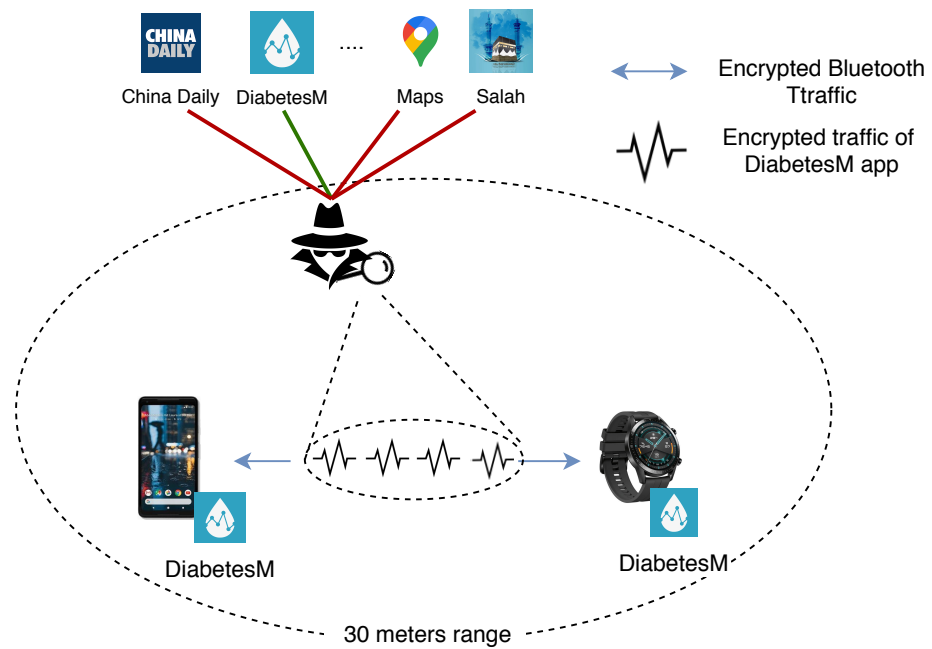 CHINA
DAILY
....
China Daily
DiabetesM
Maps
Salah
Encrypted Bluetooth
Ttraffic
Encrypted traffic of
DiabetesM app
DiabetesM
DiabetesM
30 meters range